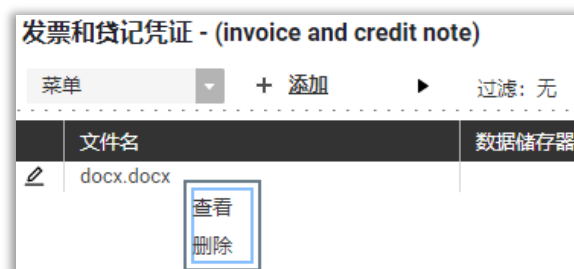 发票和贷记凭证 - (invoice and credit note)
菜单 + 添加 过滤：无
文件名 数据储存器
docx.docx
查看
删除